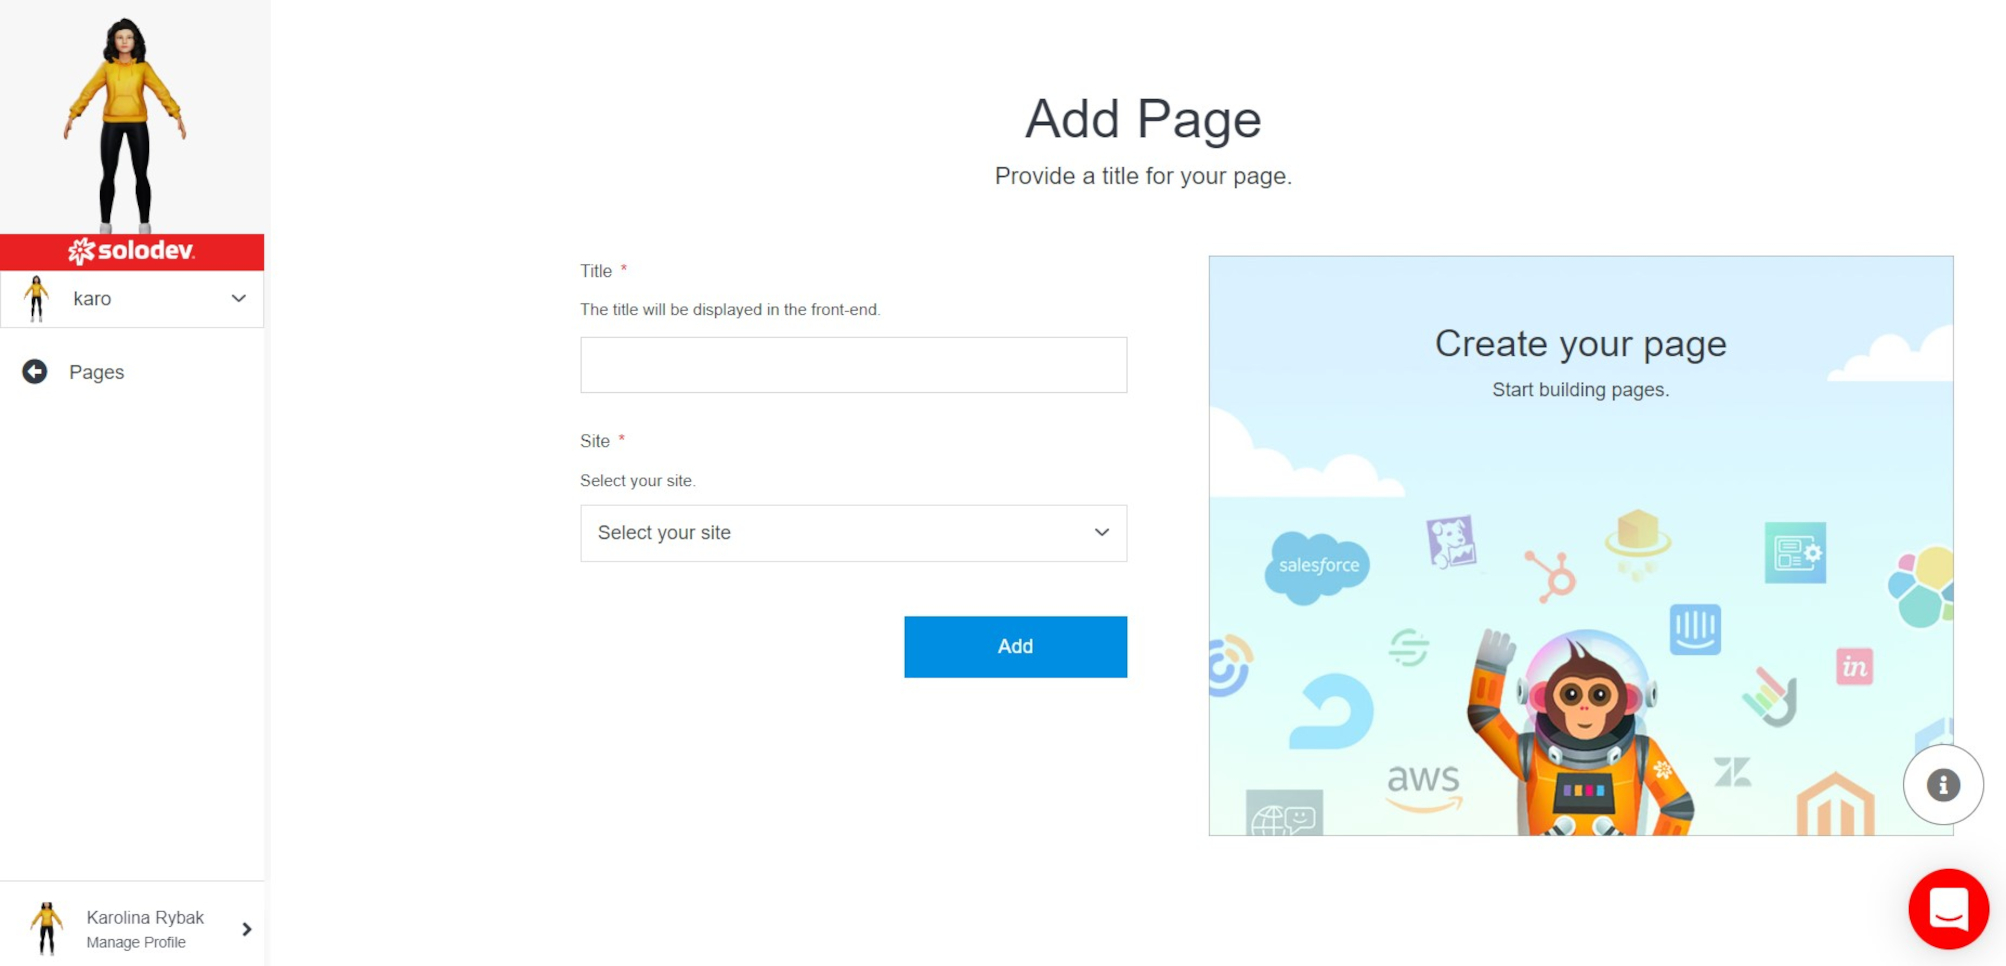 solodev
karo
Pages
Karolina Rybak
Manage Profile
Add Page
Provide a title for your page.
Title *
The title will be displayed in the front-end.
Site *
Select your site.
Select your site
Add
Create your page
Start building pages.
salesforce
in
aws